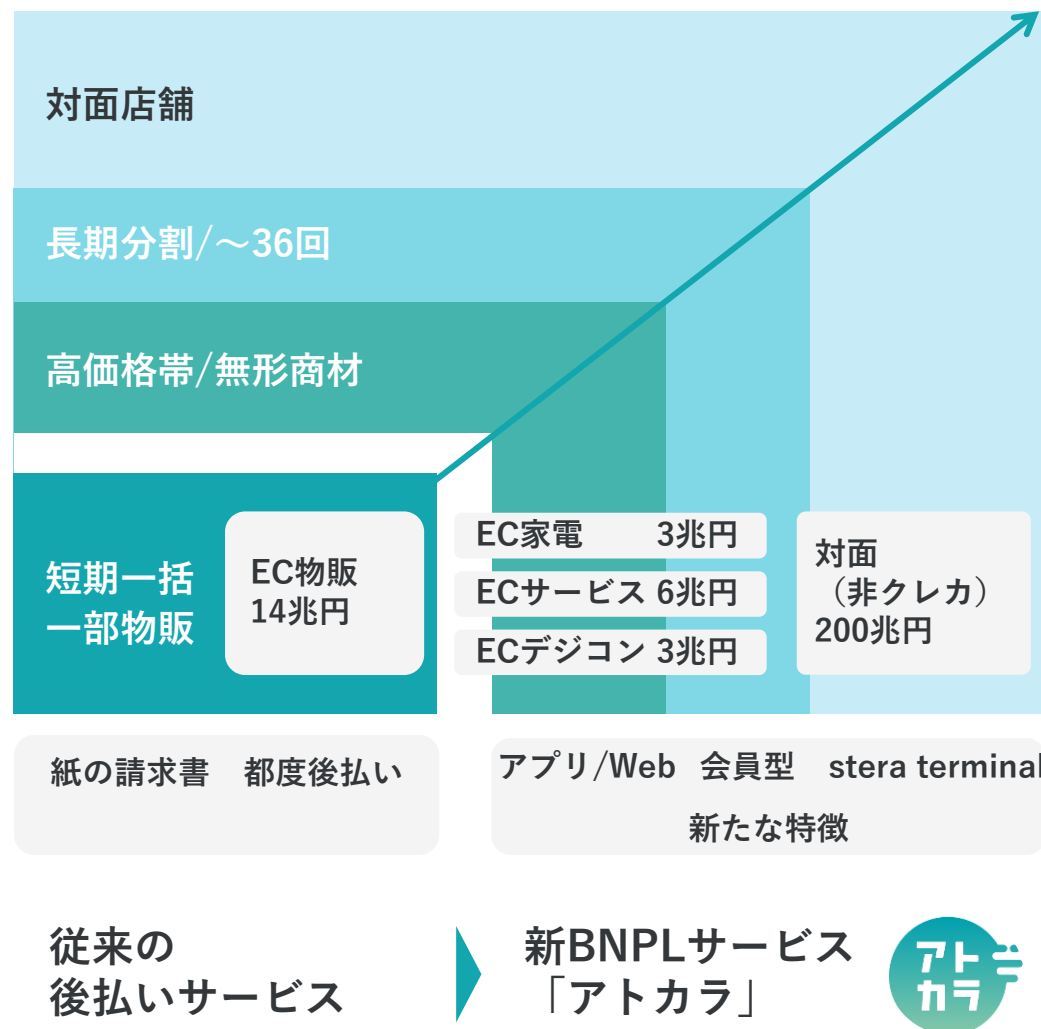 対面店舗
長期分割/〜36回
高価格帯/無形商材
短期一括
一部物販
EC物販
14兆円
EC家電 3兆円
ECサービス 6兆円
ECデジコン 3兆円
対面
（非クレカ）
200兆円
紙の請求書 都度後払い
アプリ/Web 会員型 stera terminal
新たな特徴
従来の
後払いサービス
新BNPLサービス
「アトカラ」
アト
カラ